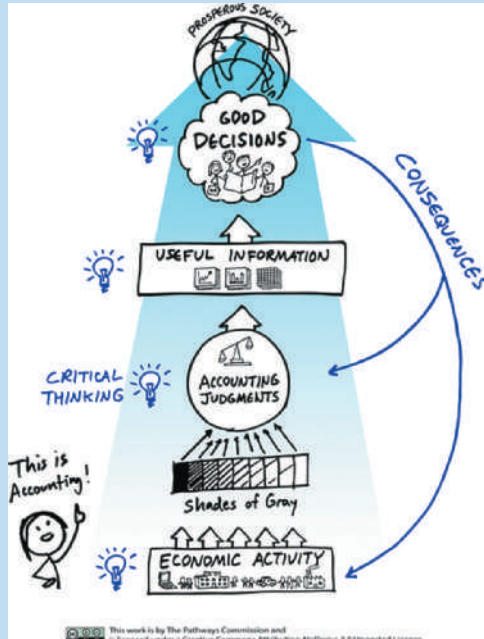 PROSPEROUS SOCIETY
GOOD
DECISIONS
CONSEQUENCES
USEFUL INFORMATION
CRITICAL
THINKING
ACCOUNTING
JUDGMENTS
This is
Accounting!
Shades of Gray
ECONOMIC ACTIVITY
This work is by The Pathways Commission and